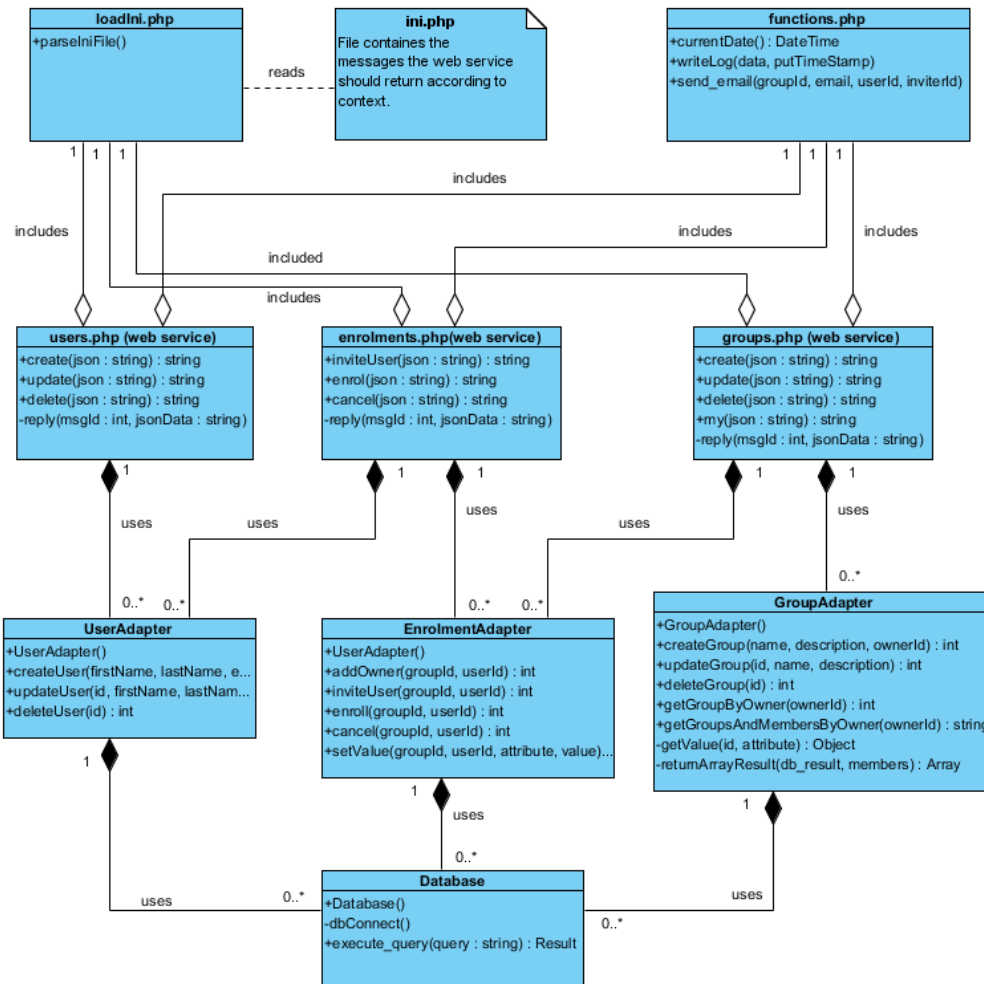 loadIni.php
+parseIniFile()
reads
ini.php
File containes the
messages the web service
should return according to
context.
functions.php
+currentDate() : DateTime
+writeLog(data, putTimeStamp)
+send_email(groupId, email, userId, inviterId)
1
1
1
1
1
1
includes
includes
includes
includes
included
includes
users.php (web service)
+create(json : string) : string
+update(json : string) : string
+delete(json : string) : string
-reply(msgId : int, jsonData : string)
enrolments.php(web service)
+inviteUser(json : string) : string
+enrol(json : string) : string
+cancel(json : string) : string
-reply(msgId : int, jsonData : string)
groups.php (web service)
+create(json : string) : string
+update(json : string) : string
+delete(json : string) : string
+my(json : string) : string
-reply(msgId : int, jsonData : string)
1
1
1
1
1
uses
uses
uses
uses
uses
0..*
0..*
0..*
0..*
0..*
UserAdapter
+UserAdapter()
+createUser(firstName, lastName, e...
+updateUser(id, firstName, lastNam...
+deleteUser(id) : int
EnrolmentAdapter
+UserAdapter()
+addOwner(groupId, userId) : int
+inviteUser(groupId, userId) : int
+enroll(groupId, userId) : int
+cancel(groupId, userId) : int
+setValue(groupId, userId, attribute, value)...
GroupAdapter
+GroupAdapter()
+createGroup(name, description, ownerId) : int
+updateGroup(id, name, description) : int
+deleteGroup(id) : int
+getGroupByOwner(ownerId) : int
+getGroupsAndMembersByOwner(ownerId) : string
-getValue(id, attribute) : Object
-returnArrayResult(db_result, members) : Array
1
1
1
uses
0..*
uses
0..*
uses
0..*
Database
+Database()
-dbConnect()
+execute_query(query : string) : Result